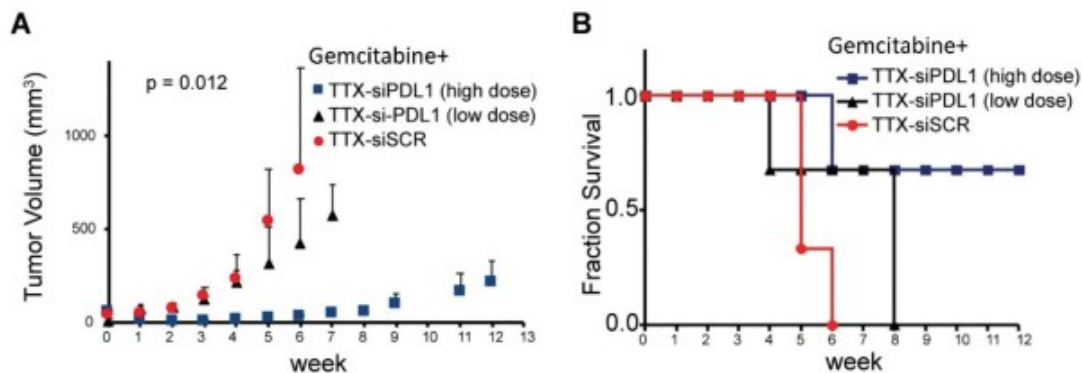 A
Gemcitabine+
p = 0.012
TTX-siPDL1 (high dose)
TTX-si-PDL1 (low dose)
TTX-siSCR
Tumor Volume (mm³)
1000
500
0
0 1 2 3 4 5 6 7 8 9 10 11 12 13
week
B
Gemcitabine+
TTX-siPDL1 (high dose)
TTX-siPDL1 (low dose)
TTX-siSCR
Fraction Survival
1.0
0.5
0.0
0 1 2 3 4 5 6 7 8 9 10 11 12
week